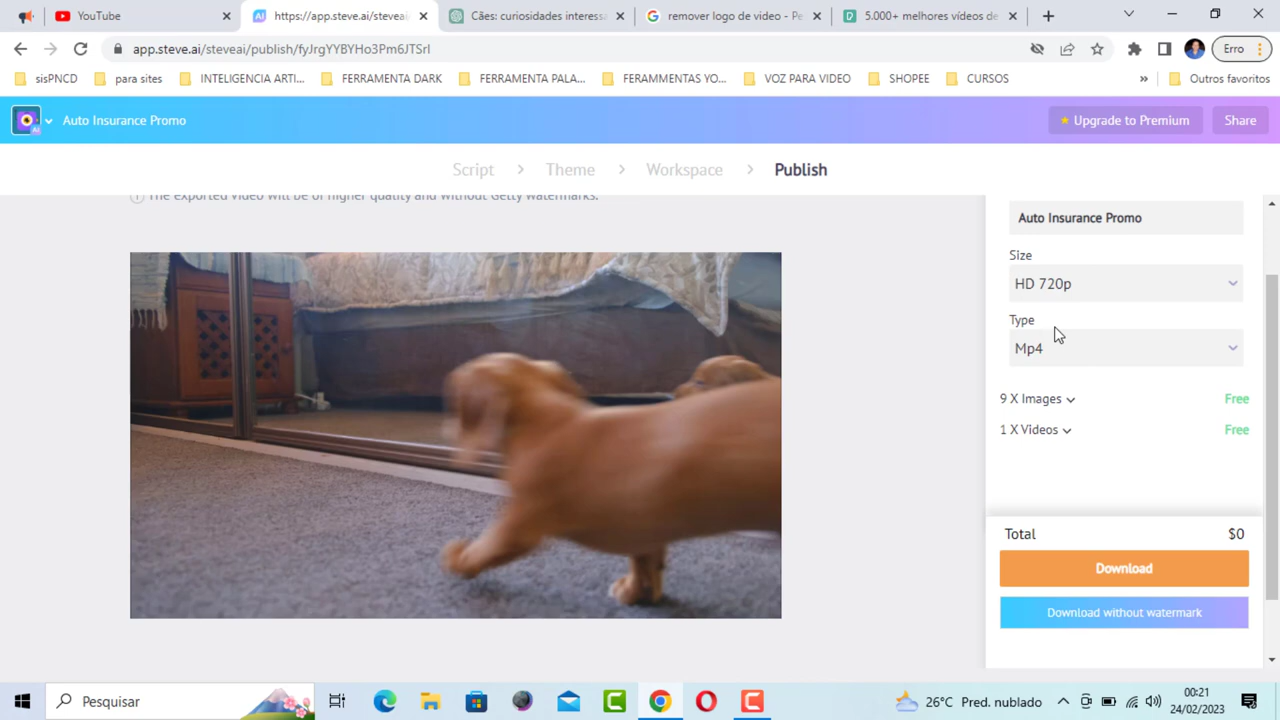 YouTube
https://app.steve.ai/steveai
Cães: curiosidades interessa
remover logo de video - Pe
5.000+ melhores vídeos de
app.steve.ai/steveai/publish/fyJrgYYBYHo3Pm6JTSrl
Erro
sisPNCD
para sites
INTELIGENCIA ARTI...
FERRAMENTA DARK
FERRAMENTA PALA...
FERAMMENTAS YO...
VOZ PARA VIDEO
SHOPEE
CURSOS
»
Outros favoritos
AI
Auto Insurance Promo
Upgrade to Premium
Share
Script > Theme > Workspace > Publish
The exported video will be of higher quality and without Getty watermarks.
Auto Insurance Promo
Size
HD 720p
Type
Mp4
9 X Images Free
1 X Videos Free
Total $0
Download
Download without watermark
Pesquisar
26°C Pred. nublado
00:21
24/02/2023